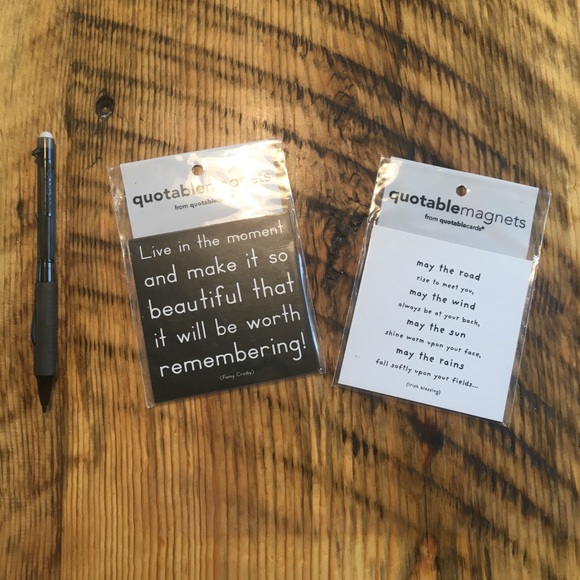 quotablemagnets
from quotablecards
Live in the moment
and make it so
beautiful that
it will be worth
remembering!
(Fanny Crosby)
quotablemagnets
from quotablecards®
may the road
rise to meet you,
may the wind
always be at your back,
may the sun
shine warm upon your face,
may the rains
fall softly upon your fields...
(Irish blessing)